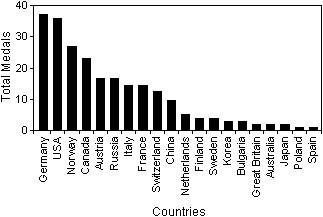 40
30
20
10
0
Total Medals
Germany
USA
Norway
Canada
Austria
Russia
Italy
France
Switzerland
China
Netherlands
Finland
Sweden
Korea
Bulgaria
Great Britain
Australia
Japan
Poland
Spain
Countries